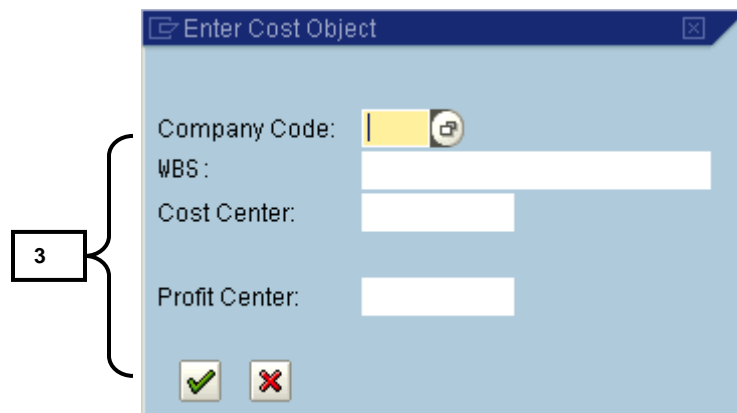 Enter Cost Object
Company Code:
WBS:
Cost Center:
3
Profit Center: